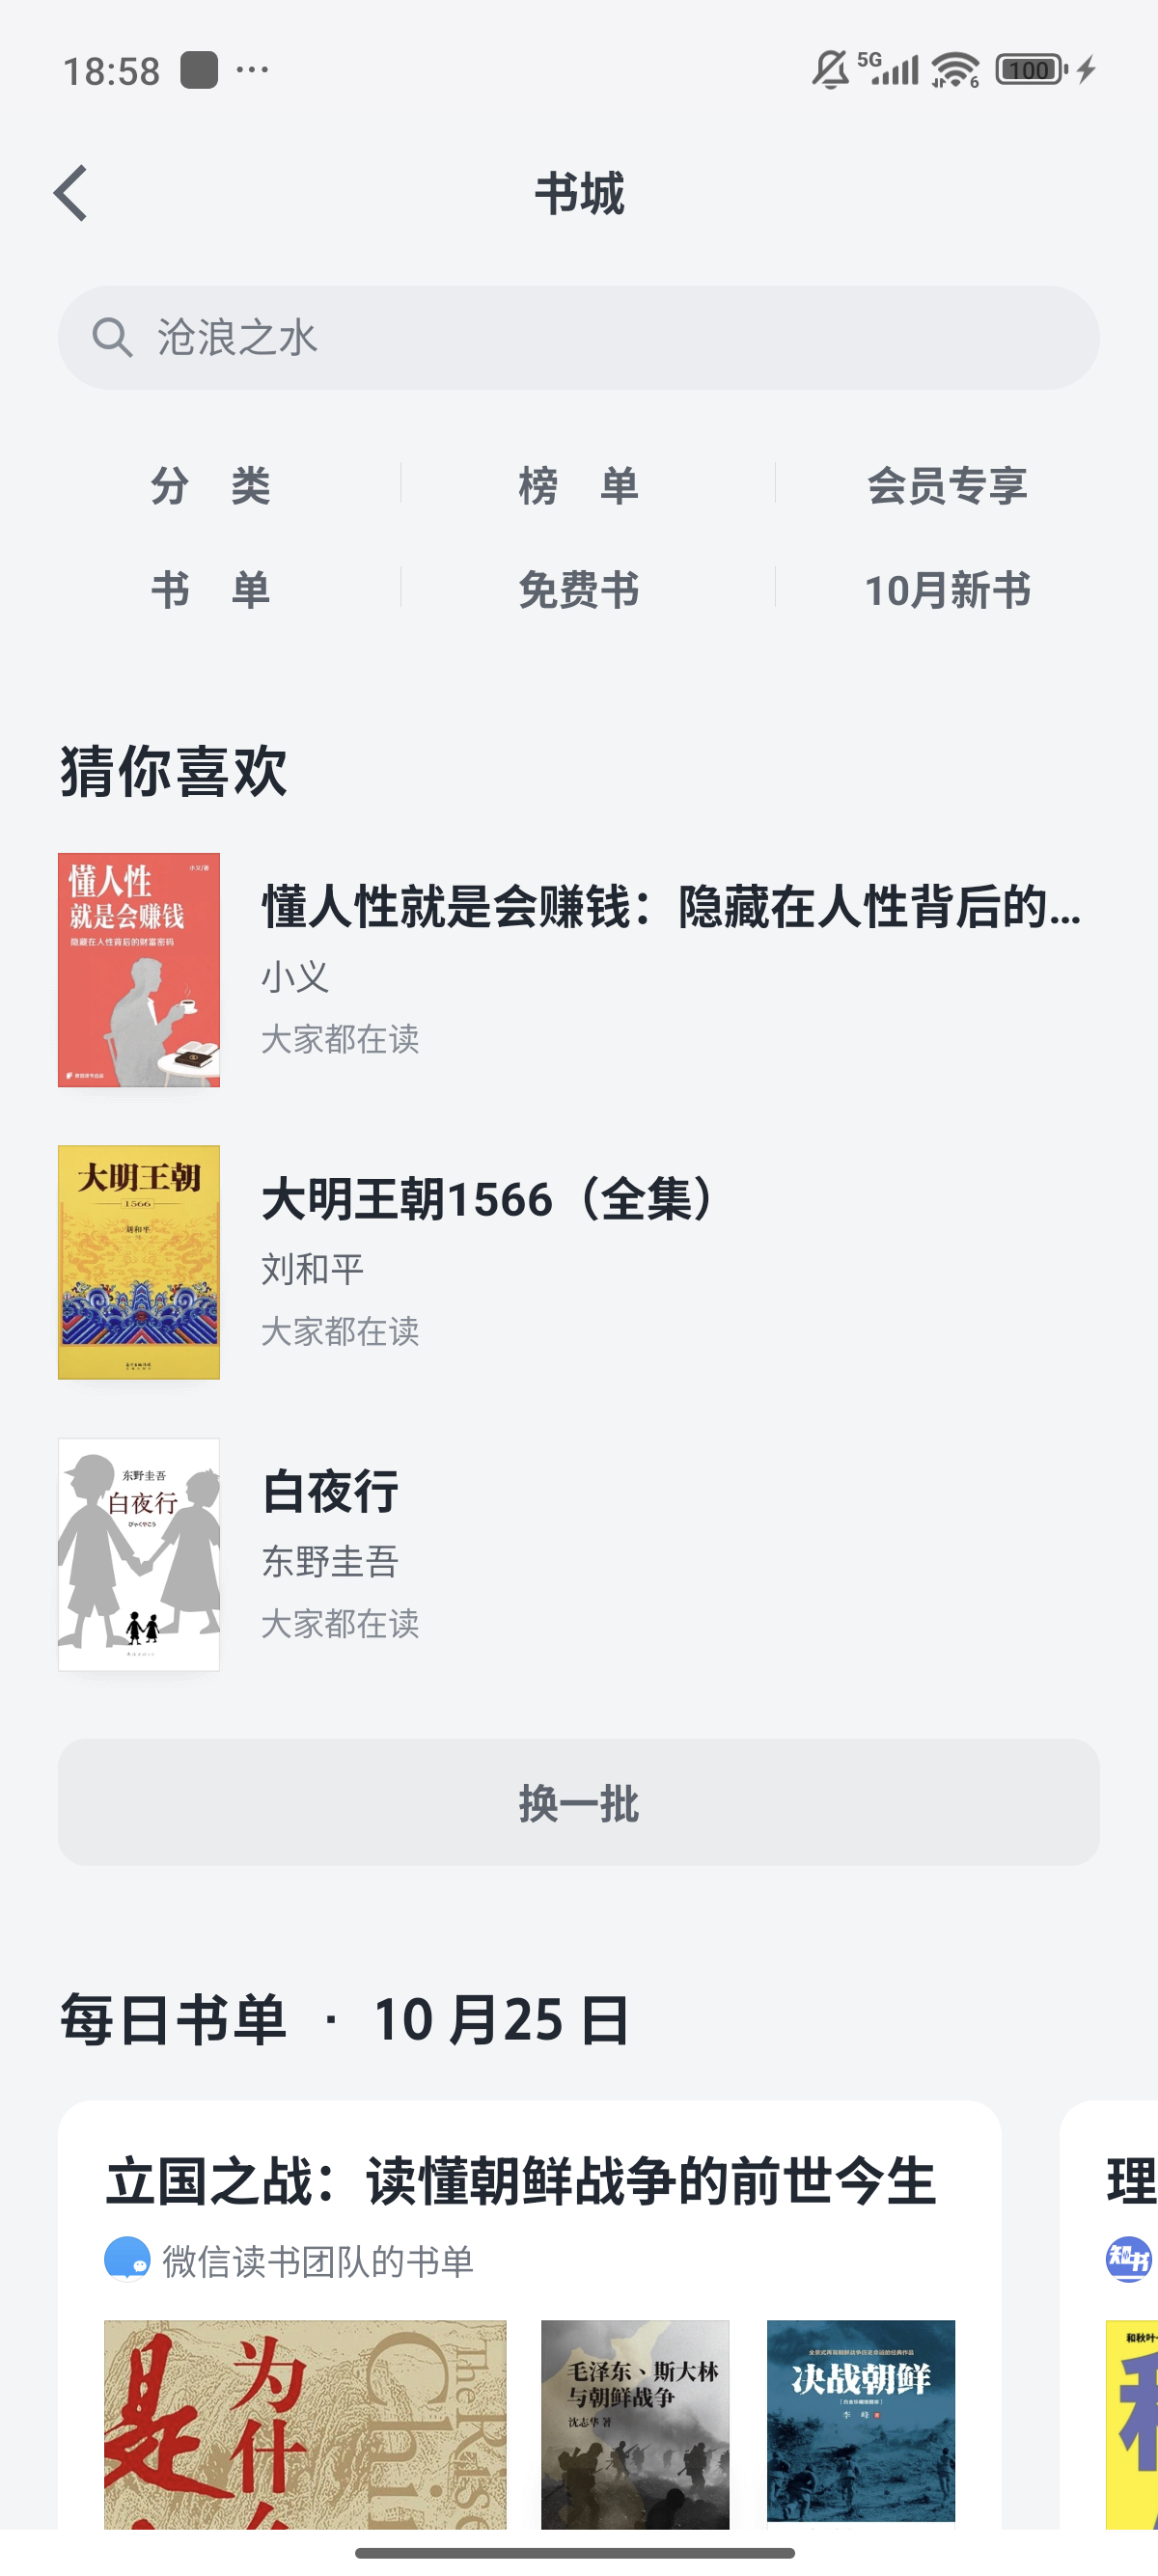 18:58 ...
5G 6 100
书城
沧浪之水
分 类
榜 单
会员专享
书 单
免费书
10月新书
猜你喜欢
懂人性
就是会赚钱
隐藏在人性背后的财富密码
小义/著
懂人性就是会赚钱：隐藏在人性背后的...
小义
大家都在读
大明王朝
1566
刘和平
大明王朝1566（全集）
刘和平
大家都在读
东野圭吾
白夜行
びゃくやこう
白夜行
东野圭吾
大家都在读
换一批
每日书单 · 10 月25 日
立国之战：读懂朝鲜战争的前世今生
微信读书团队的书单
理
知书
是
为什
The Rise
Chi
毛泽东、斯大林
与朝鲜战争
沈志华 著
决战朝鲜
李 峰 著
和秋叶